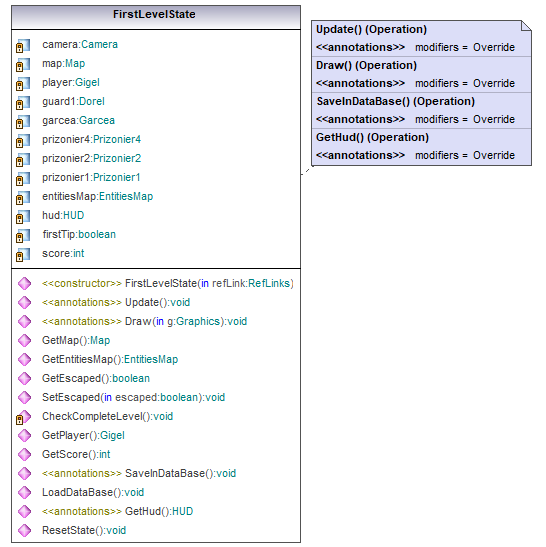 FirstLevelState
camera:Camera
map:Map
player:Gigel
guard1:Dorel
garcea:Garcea
prizonier4:Prizonier4
prizonier2:Prizonier2
prizonier1:Prizonier1
entitiesMap:EntitiesMap
hud:HUD
firstTip:boolean
score:int
<<constructor>> FirstLevelState(in refLink:RefLinks)
<<annotations>> Update():void
<<annotations>> Draw(in g:Graphics):void
GetMap():Map
GetEntitiesMap():EntitiesMap
GetEscaped():boolean
SetEscaped(in escaped:boolean):void
CheckCompleteLevel():void
GetPlayer():Gigel
GetScore():int
<<annotations>> SaveInDataBase():void
LoadDataBase():void
<<annotations>> GetHud():HUD
ResetState():void
Update() (Operation)
<<annotations>> modifiers = Override
Draw() (Operation)
<<annotations>> modifiers = Override
SaveInDataBase() (Operation)
<<annotations>> modifiers = Override
GetHud() (Operation)
<<annotations>> modifiers = Override